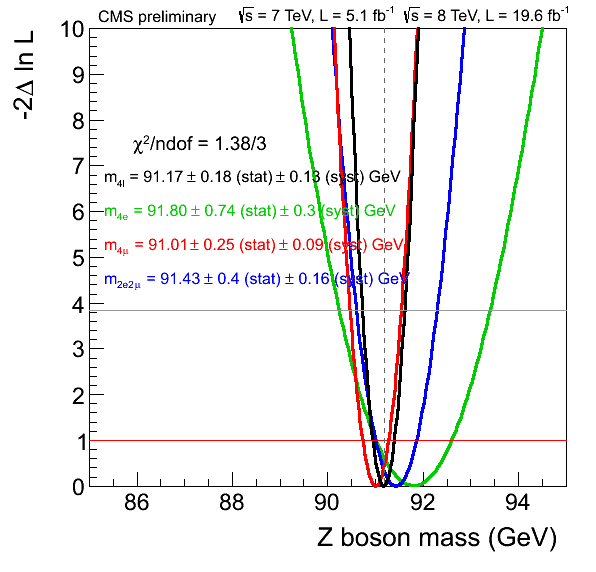 CMS preliminary √s = 7 TeV, L = 5.1 fb⁻¹ √s = 8 TeV, L = 19.6 fb⁻¹
-2Δ ln L
10
9
8
7
6
5
4
3
2
1
0
χ²/ndof = 1.38/3
m4l = 91.17 ± 0.18 (stat) ± 0.13 (syst) GeV
m4e = 91.80 ± 0.74 (stat) ± 0.3 (syst) GeV
m4μ = 91.01 ± 0.25 (stat) ± 0.09 (syst) GeV
m2e2μ = 91.43 ± 0.4 (stat) ± 0.16 (syst) GeV
86 88 90 92 94
Z boson mass (GeV)